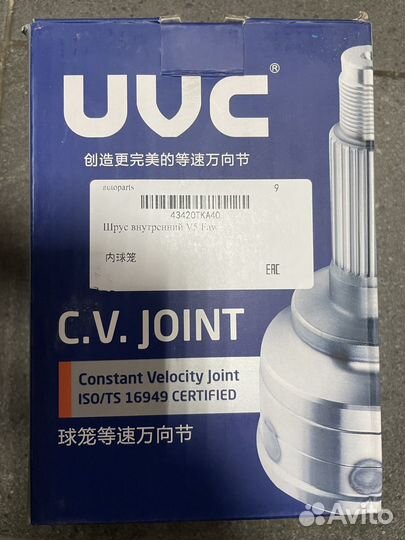 UVC®
创造更完美的等速万向节
autoparts 9
43420TKA40
Шрус внутренний V5 Faw
内球笼
EAC
C.V. JOINT
Constant Velocity Joint
ISO/TS 16949 CERTIFIED
球笼等速万向节
Avito